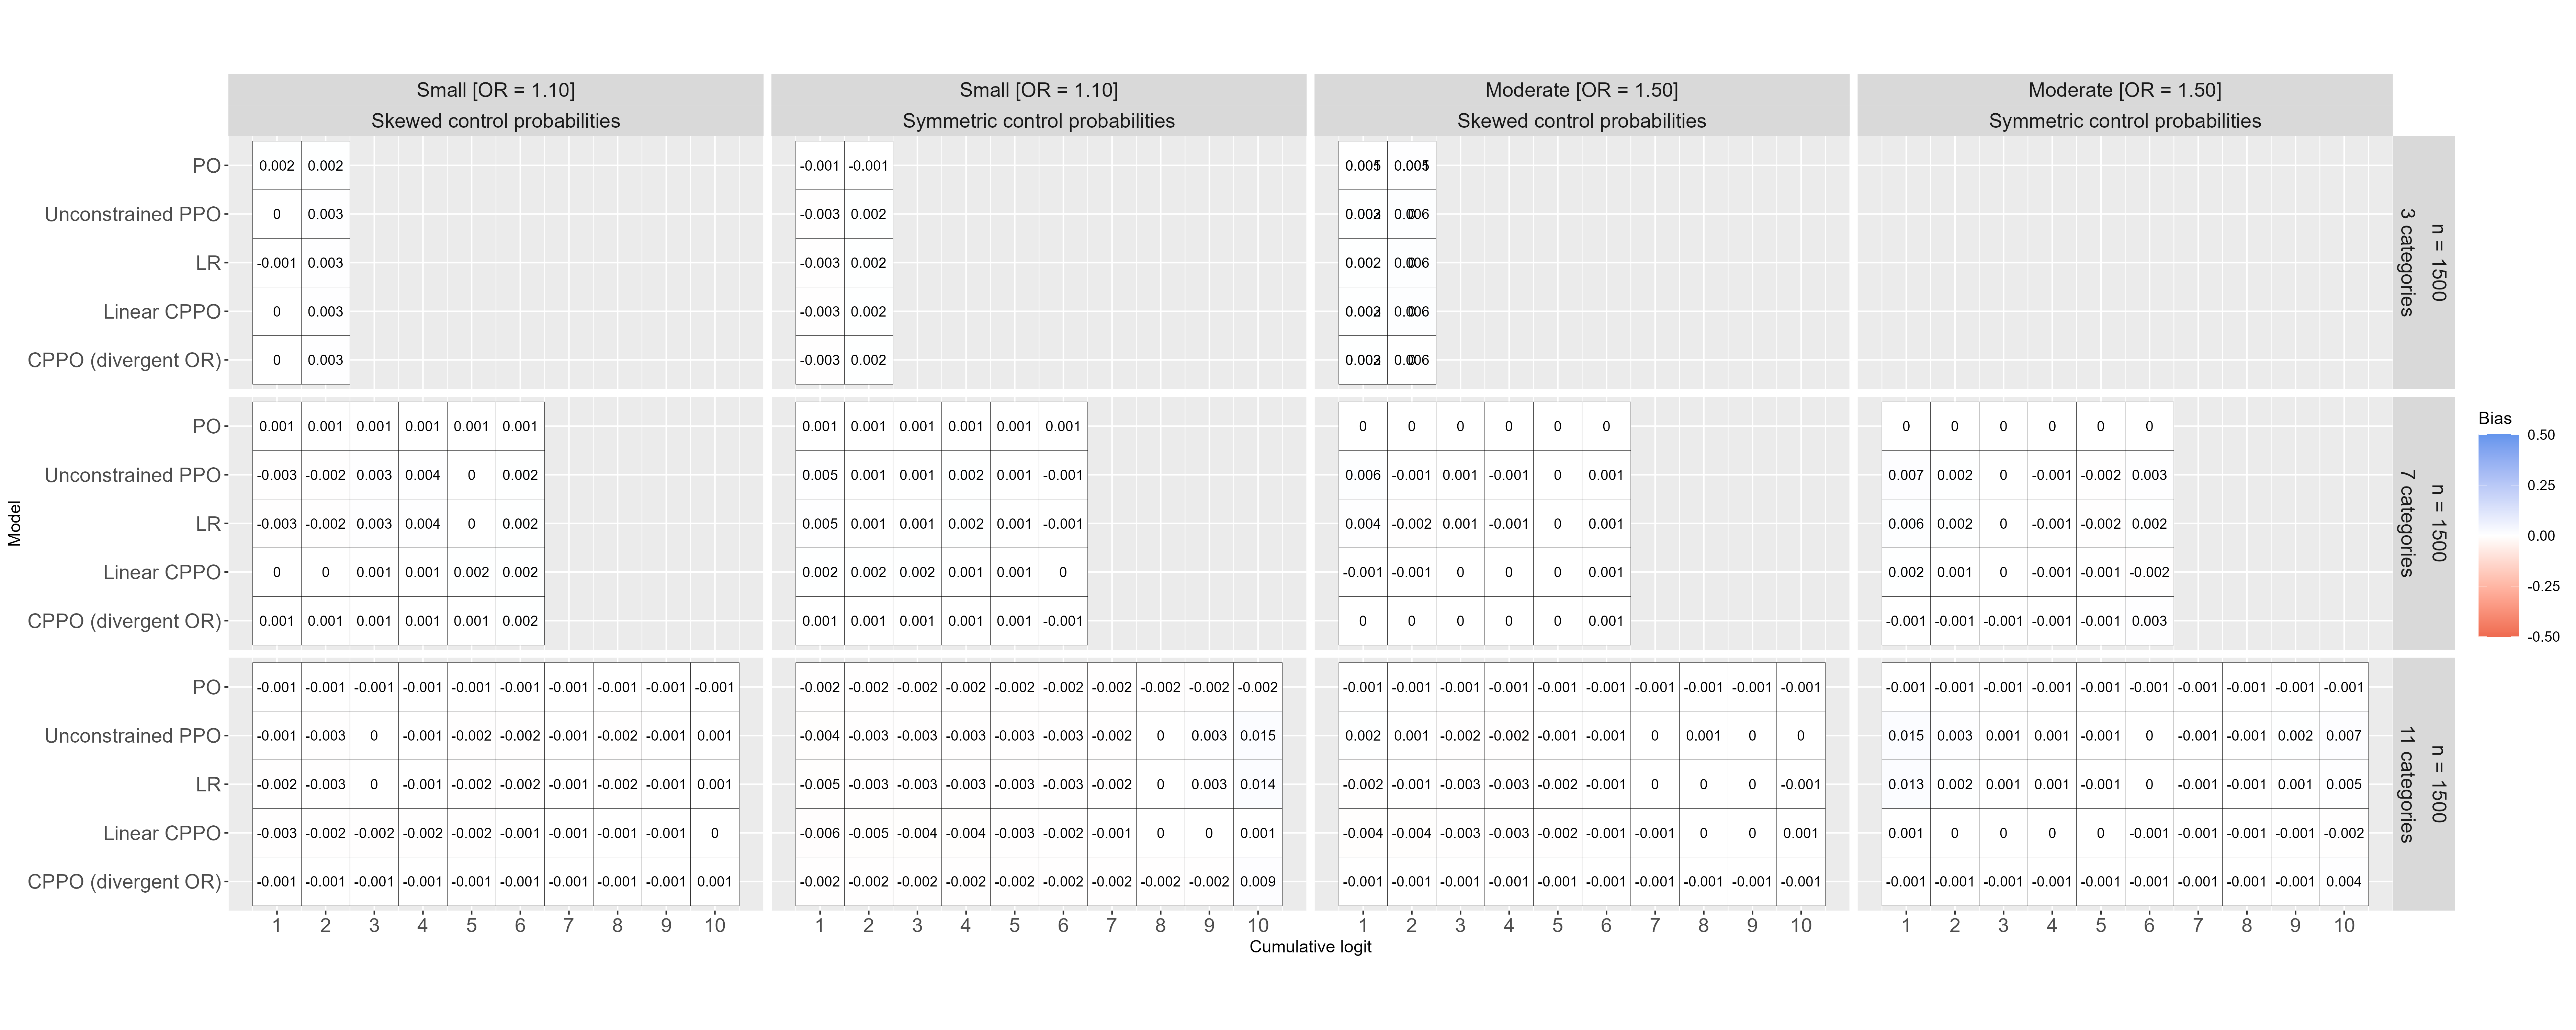 Small [OR = 1.10] Small [OR = 1.10] Moderate [OR = 1.50] Moderate [OR = 1.50]
Skewed control probabilities Symmetric control probabilities Skewed control probabilities Symmetric control probabilities
PO 0.002 0.002 -0.001 -0.001
Unconstrained PPO 0 0.003 -0.003 0.002
LR -0.001 0.003 -0.003 0.002 0.002
Linear CPPO 0 0.003 -0.003 0.002
CPPO (divergent OR) 0 0.003 -0.003 0.002
n = 1500
3 categories
PO 0.001 0.001 0.001 0.001 0.001 0.001 0.001 0.001 0.001 0.001 0.001 0.001 0 0 0 0 0 0 0 0 0 0 0 0
Unconstrained PPO -0.003 -0.002 0.003 0.004 0 0.002 0.005 0.001 0.001 0.002 0.001 -0.001 0.006 -0.001 0.001 -0.001 0 0.001 0.007 0.002 0 -0.001 -0.002 0.003
LR -0.003 -0.002 0.003 0.004 0 0.002 0.005 0.001 0.001 0.002 0.001 -0.001 0.004 -0.002 0.001 -0.001 0 0.001 0.006 0.002 0 -0.001 -0.002 0.002
Linear CPPO 0 0 0.001 0.001 0.002 0.002 0.002 0.002 0.002 0.001 0.001 0 -0.001 -0.001 0 0 0 0.001 0.002 0.001 0 -0.001 -0.001 -0.002
CPPO (divergent OR) 0.001 0.001 0.001 0.001 0.001 0.002 0.001 0.001 0.001 0.001 0.001 -0.001 0 0 0 0 0 0.001 -0.001 -0.001 -0.001 -0.001 -0.001 0.003
n = 1500
7 categories
PO -0.001 -0.001 -0.001 -0.001 -0.001 -0.001 -0.001 -0.001 -0.001 -0.001 -0.002 -0.002 -0.002 -0.002 -0.002 -0.002 -0.002 -0.002 -0.002 -0.002 -0.001 -0.001 -0.001 -0.001 -0.001 -0.001 -0.001 -0.001 -0.001 -0.001 -0.001 -0.001 -0.001 -0.001 -0.001 -0.001 -0.001 -0.001 -0.001 -0.001
Unconstrained PPO -0.001 -0.003 0 -0.001 -0.002 -0.002 -0.001 -0.002 -0.001 0.001 -0.004 -0.003 -0.003 -0.003 -0.003 -0.003 -0.002 0 0.003 0.015 0.002 0.001 -0.002 -0.002 -0.001 -0.001 0 0.001 0 0 0.015 0.003 0.001 0.001 -0.001 0 -0.001 -0.001 0.002 0.007
LR -0.002 -0.003 0 -0.001 -0.002 -0.002 -0.001 -0.002 -0.001 0.001 -0.005 -0.003 -0.003 -0.003 -0.003 -0.003 -0.002 0 0.003 0.014 -0.002 -0.001 -0.003 -0.003 -0.002 -0.001 0 0 0 -0.001 0.013 0.002 0.001 0.001 -0.001 0 -0.001 -0.001 0.001 0.005
Linear CPPO -0.003 -0.002 -0.002 -0.002 -0.002 -0.001 -0.001 -0.001 -0.001 0 -0.006 -0.005 -0.004 -0.004 -0.003 -0.002 -0.001 0 0 0.001 -0.004 -0.004 -0.003 -0.003 -0.002 -0.001 -0.001 0 0 0.001 0.001 0 0 0 0 -0.001 -0.001 -0.001 -0.001 -0.002
CPPO (divergent OR) -0.001 -0.001 -0.001 -0.001 -0.001 -0.001 -0.001 -0.001 -0.001 0.001 -0.002 -0.002 -0.002 -0.002 -0.002 -0.002 -0.002 -0.002 -0.002 0.009 -0.001 -0.001 -0.001 -0.001 -0.001 -0.001 -0.001 -0.001 -0.001 -0.001 -0.001 -0.001 -0.001 -0.001 -0.001 -0.001 -0.001 -0.001 -0.001 0.004
n = 1500
11 categories
1 2 3 4 5 6 7 8 9 10 1 2 3 4 5 6 7 8 9 10 1 2 3 4 5 6 7 8 9 10 1 2 3 4 5 6 7 8 9 10
Cumulative logit
Model
Bias
0.50
0.25
0.00
-0.25
-0.50